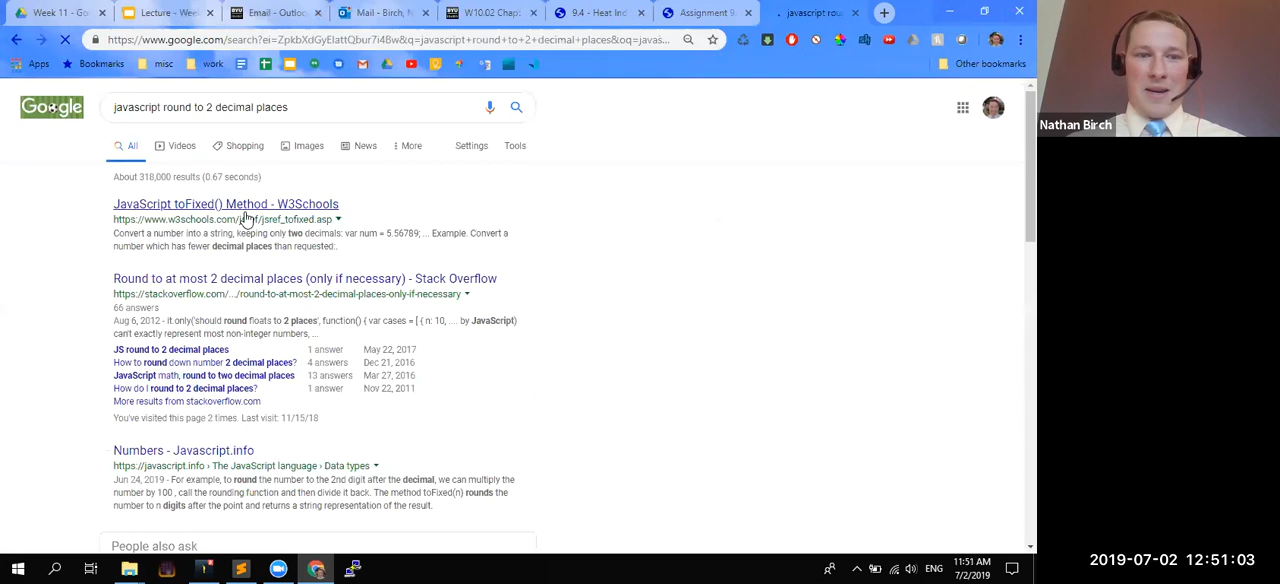 Week 11 - Go
Lecture - Wee
Email - Outloo
Mail - Birch, N
W10.02 Chap
9.4 - Heat Ind
Assignment 9.
javascript rou
https://www.google.com/search?ei=ZpkbXdGyElattQbur7i4Bw&q=javascript+round+to+2+decimal+places&oq=javas...
Apps
Bookmarks
misc
work
Other bookmarks
Google
javascript round to 2 decimal places
All
Videos
Shopping
Images
News
More
Settings
Tools
About 318,000 results (0.67 seconds)
JavaScript toFixed() Method - W3Schools
https://www.w3schools.com/jsref/jsref_tofixed.asp
Convert a number into a string, keeping only two decimals: var num = 5.56789; ... Example. Convert a
number which has fewer decimal places than requested:.
Round to at most 2 decimal places (only if necessary) - Stack Overflow
https://stackoverflow.com/.../round-to-at-most-2-decimal-places-only-if-necessary
66 answers
Aug 6, 2012 - it.only('should round floats to 2 places', function() { var cases = [ { n: 10, .... by JavaScript)
can't exactly represent most non-integer numbers, ...
JS round to 2 decimal places 1 answer May 22, 2017
How to round down number 2 decimal places? 4 answers Dec 21, 2016
JavaScript math, round to two decimal places 13 answers Mar 27, 2016
How do I round to 2 decimal places? 1 answer Nov 22, 2011
More results from stackoverflow.com
You've visited this page 2 times. Last visit: 11/15/18
Numbers - Javascript.info
https://javascript.info › The JavaScript language › Data types
Jun 24, 2019 - For example, to round the number to the 2nd digit after the decimal, we can multiply the
number by 100 , call the rounding function and then divide it back. The method toFixed(n) rounds the
number to n digits after the point and returns a string representation of the result.
People also ask
Nathan Birch
ENG
11:51 AM
7/2/2019
2019-07-02 12:51:03